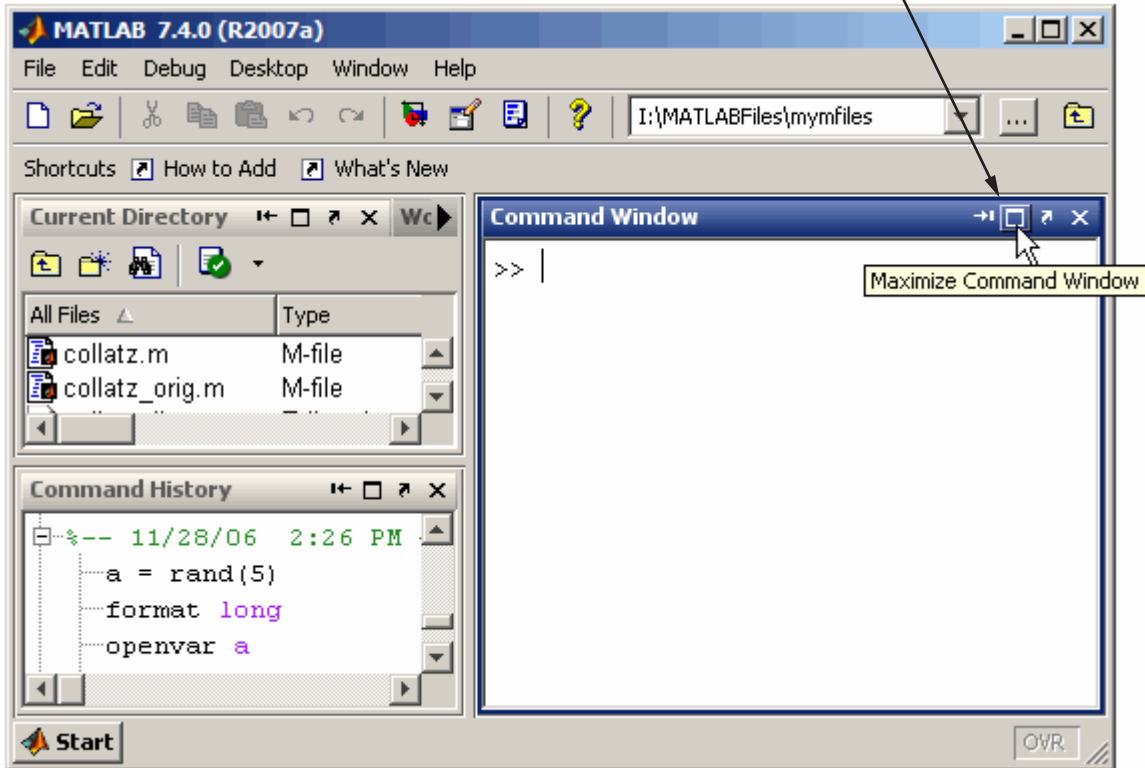 MATLAB 7.4.0 (R2007a)
File Edit Debug Desktop Window Help
I:\MATLABFiles\mymfiles ...
Shortcuts How to Add What's New
Current Directory
Command Window
>>
Maximize Command Window
All Files Type
collatz.m M-file
collatz_orig.m M-file
Command History
%-- 11/28/06 2:26 PM
a = rand(5)
format long
openvar a
Start
OVR